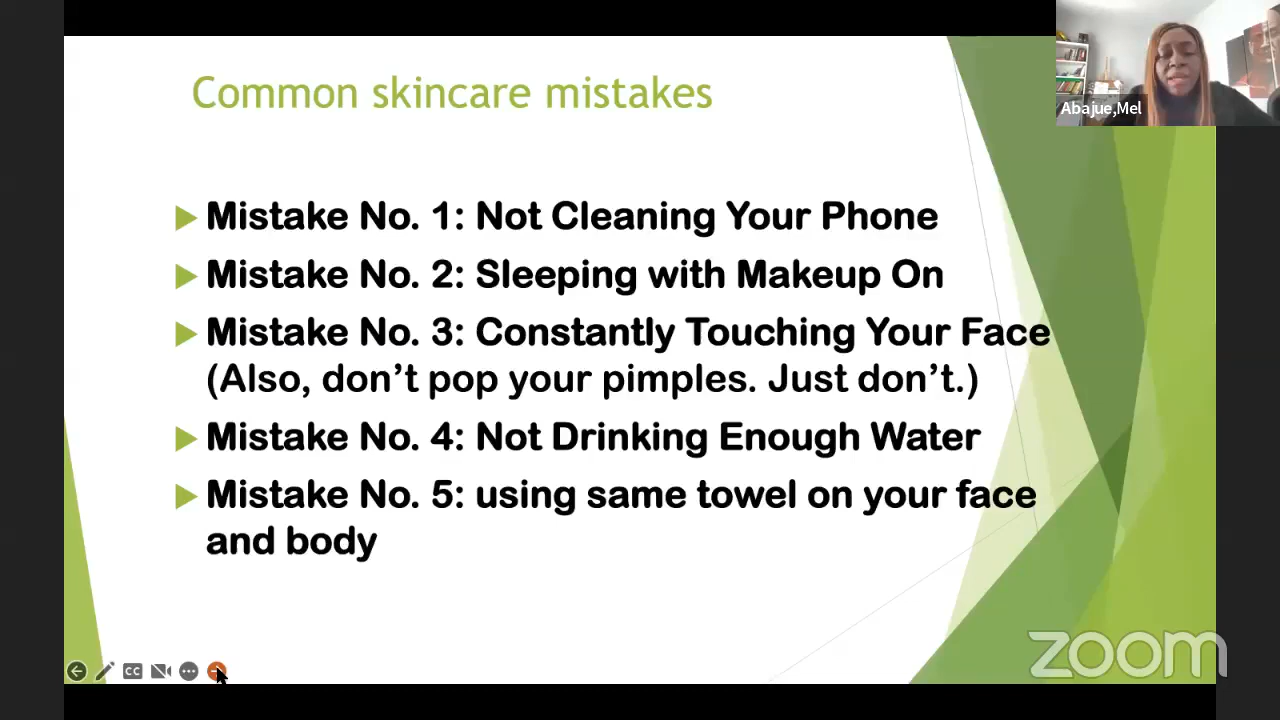 Common skincare mistakes
Abajue,Mel
Mistake No. 1: Not Cleaning Your Phone
Mistake No. 2: Sleeping with Makeup On
Mistake No. 3: Constantly Touching Your Face
(Also, don’t pop your pimples. Just don’t.)
Mistake No. 4: Not Drinking Enough Water
Mistake No. 5: using same towel on your face
and body
CC
zoom